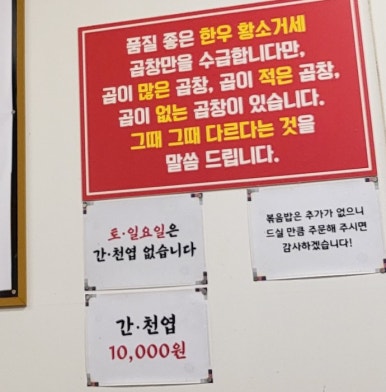 품질 좋은 한우 황소거세
곱창만을 수급합니다만,
곱이 많은 곱창, 곱이 적은 곱창,
곱이 없는 곱창이 있습니다.
그때 그때 다르다는 것을
말씀 드립니다.
토·일요일은
간·천엽 없습니다
볶음밥은 추가가 없으니
드실 만큼 주문해 주시면
감사하겠습니다!
간·천엽
10,000원